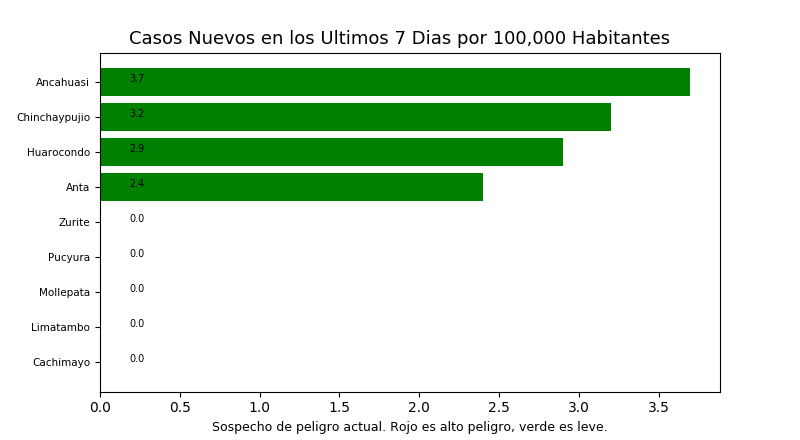 Casos Nuevos en los Ultimos 7 Dias por 100,000 Habitantes
Ancahuasi 3.7
Chinchaypujio 3.2
Huarocondo 2.9
Anta 2.4
Zurite 0.0
Pucyura 0.0
Mollepata 0.0
Limatambo 0.0
Cachimayo 0.0
0.0 0.5 1.0 1.5 2.0 2.5 3.0 3.5
Sospecho de peligro actual. Rojo es alto peligro, verde es leve.